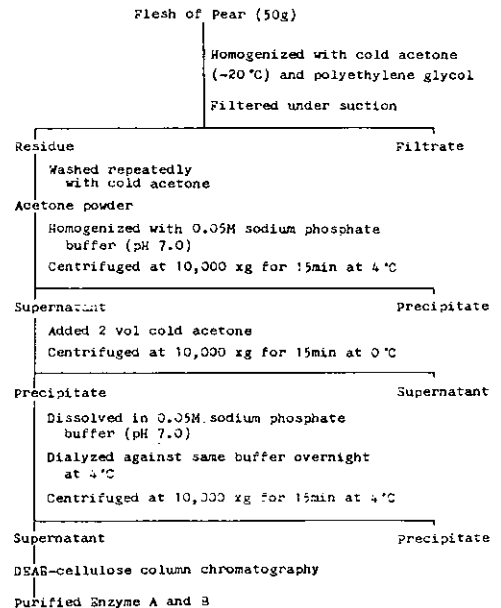 Flesh of Pear (50g)
Homogenized with cold acetone
(-20°C) and polyethylene glycol
Filtered under suction
Residue Filtrate
Washed repeatedly
with cold acetone
Acetone powder
Homogenized with 0.05M sodium phosphate
buffer (pH 7.0)
Centrifuged at 10,000 xg for 15min at 4°C
Supernatant Precipitate
Added 2 vol cold acetone
Centrifuged at 10,000 xg for 15min at 0°C
Precipitate Supernatant
Dissolved in 0.05M sodium phosphate
buffer (pH 7.0)
Dialyzed against same buffer overnight
at 4°C
Centrifuged at 10,000 xg for 15min at 4°C
Supernatant Precipitate
DEAE-cellulose column chromatography
Purified Enzyme A and B